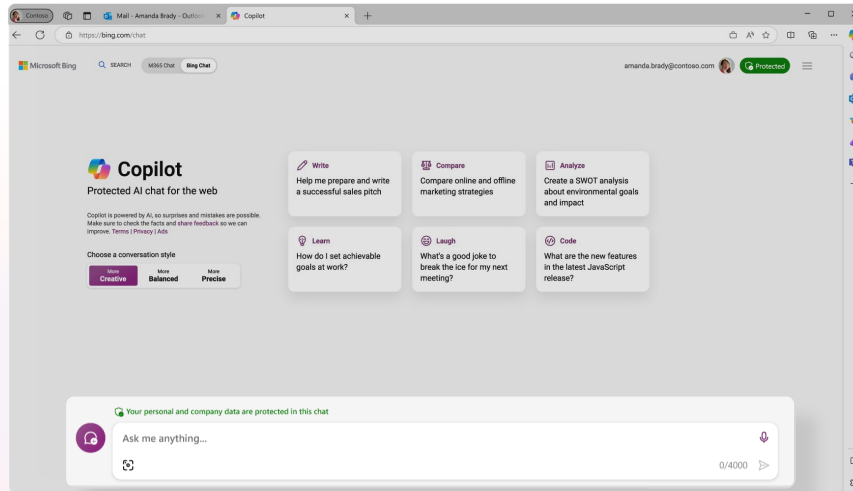 Contoso
Mail - Amanda Brady - Outlook
Copilot
https://bing.com/chat
Microsoft Bing
SEARCH
M365 Chat
Bing Chat
amanda.brady@contoso.com
Protected
Copilot
Protected AI chat for the web
Copilot is powered by AI, so surprises and mistakes are possible.
Make sure to check the facts and share feedback so we can
improve. Terms | Privacy | Ads
Choose a conversation style
More
Creative
More
Balanced
More
Precise
Write
Help me prepare and write
a successful sales pitch
Compare
Compare online and offline
marketing strategies
Analyze
Create a SWOT analysis
about environmental goals
and impact
Learn
How do I set achievable
goals at work?
Laugh
What's a good joke to
break the ice for my next
meeting?
Code
What are the new features
in the latest JavaScript
release?
Your personal and company data are protected in this chat
Ask me anything...
0/4000